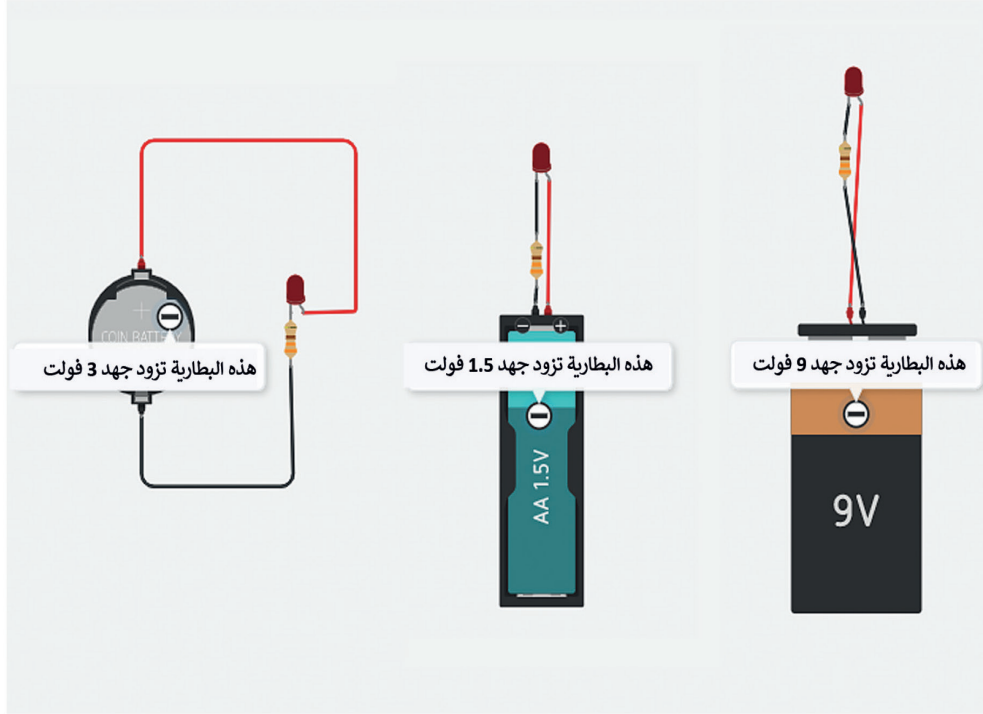 هذه البطارية تزود جهد 9 فولت
هذه البطارية تزود جهد 1.5 فولت
هذه البطارية تزود جهد 3 فولت
COIN BATTERY
AA 1.5V
9V